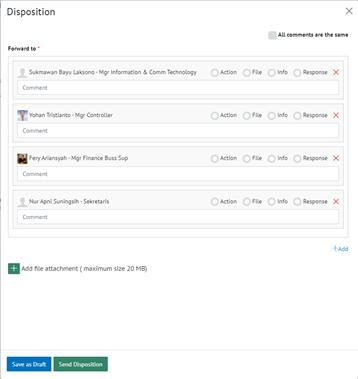 Disposition
All comments are the same
Forward to *
Sukmawan Bayu Laksono - Mgr Information & Comm Technology Action File Info Response
Comment
Yohan Tristianto - Mgr Controller Action File Info Response
Comment
Fery Ariansyah - Mgr Finance Buss Sup Action File Info Response
Comment
Nur Apni Suningsih - Sekretaris Action File Info Response
Comment
+Add
+ Add file attachment ( maximum size 20 MB)
Save as Draft Send Disposition